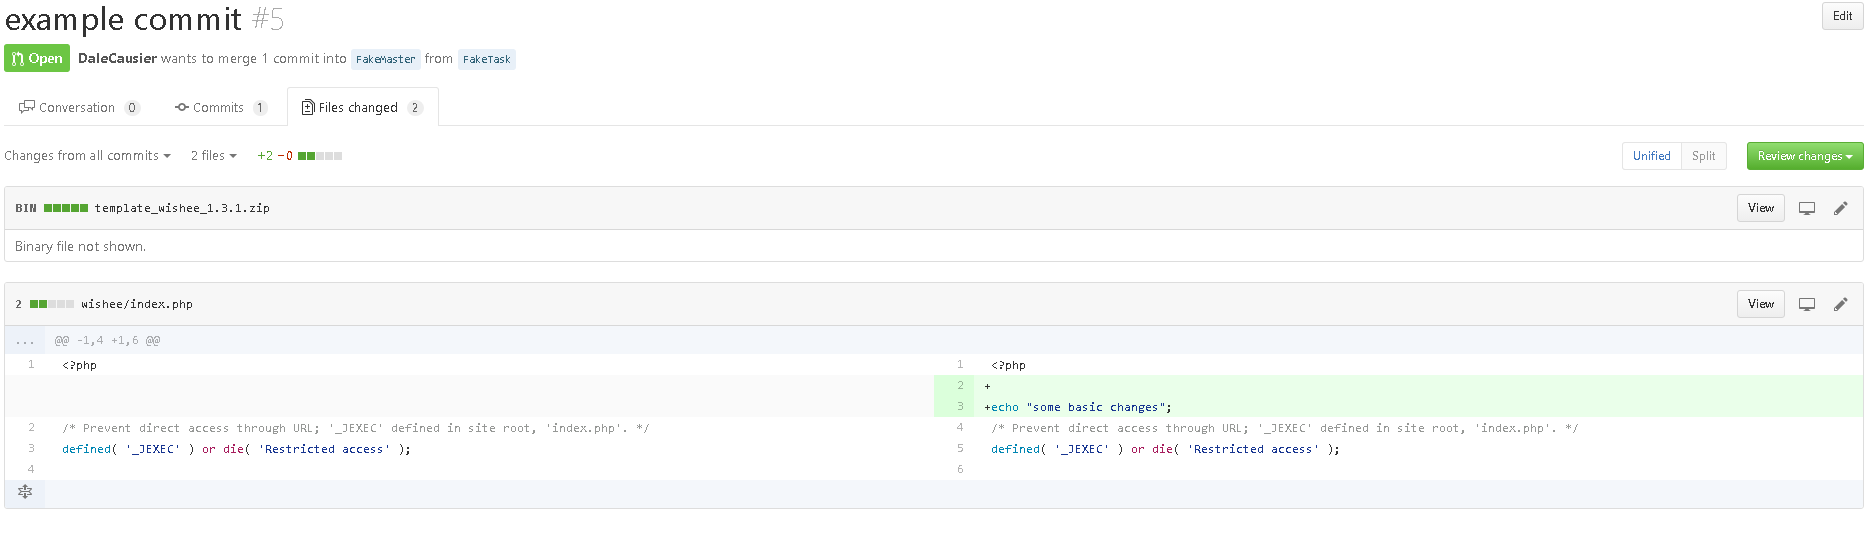 example commit #5
Edit
Open DaleCausier wants to merge 1 commit into FakeMaster from FakeTask
Conversation 0 Commits 1 Files changed 2
Changes from all commits 2 files +2 −0 Unified Split Review changes
BIN template_wishee_1.3.1.zip View
Binary file not shown.
2 wishee/index.php View
... @@ -1,4 +1,6 @@
1 <?php 1 <?php
2 +
3 +echo "some basic changes";
2 /* Prevent direct access through URL; '_JEXEC' defined in site root, 'index.php'. */ 4 /* Prevent direct access through URL; '_JEXEC' defined in site root, 'index.php'. */
3 defined( '_JEXEC' ) or die( 'Restricted access' ); 5 defined( '_JEXEC' ) or die( 'Restricted access' );
4 6